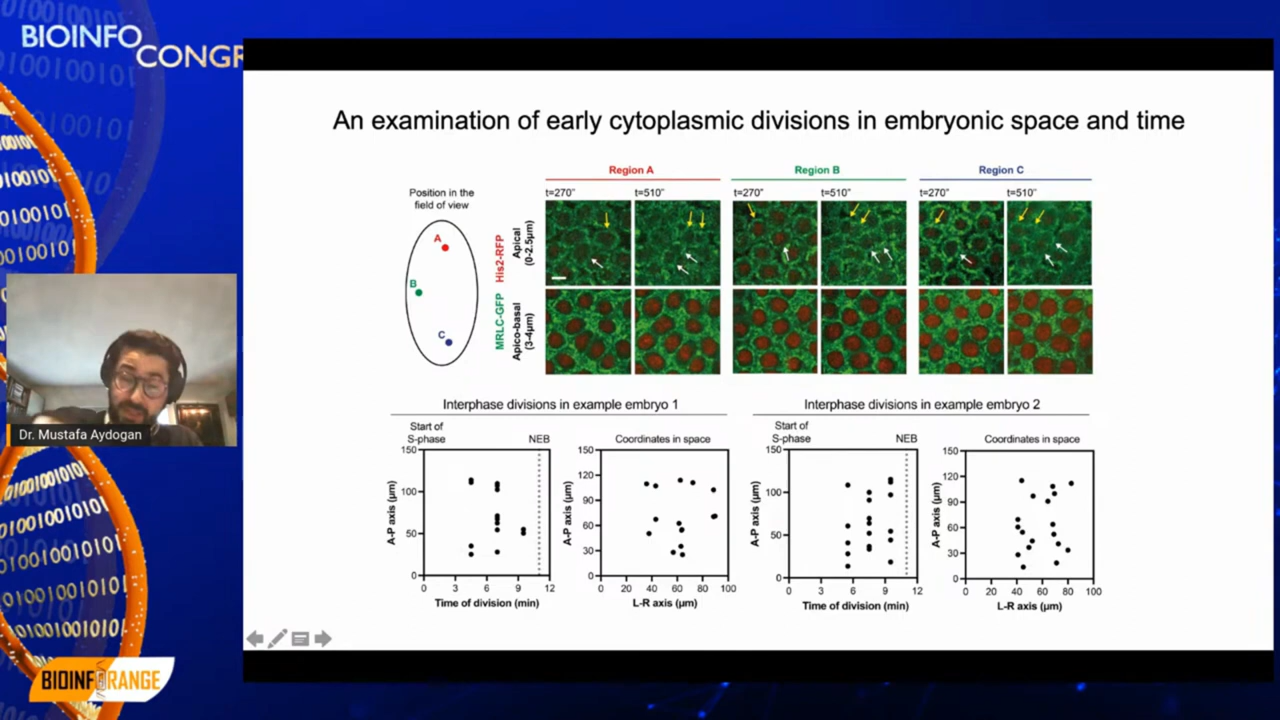 BIOINFO
CONGR
An examination of early cytoplasmic divisions in embryonic space and time
Position in the
field of view
A
B
C
His2-RFP
MRLC-GFP
Apical
(0-2.5µm)
Apico-basal
(3-4µm)
Region A
t=270"
t=510"
Region B
t=270"
t=510"
Region C
t=270"
t=510"
Interphase divisions in example embryo 1
Start of
S-phase
NEB
A-P axis (µm)
150
100
50
0
0 3 6 9 12
Time of division (min)
Coordinates in space
A-P axis (µm)
150
120
90
60
30
0
0 20 40 60 80 100
L-R axis (µm)
Interphase divisions in example embryo 2
Start of
S-phase
NEB
A-P axis (µm)
150
100
50
0
0 3 6 9 12
Time of division (min)
Coordinates in space
A-P axis (µm)
150
120
90
60
30
0
0 20 40 60 80 100
L-R axis (µm)
Dr. Mustafa Aydogan
BIOINFORANGE